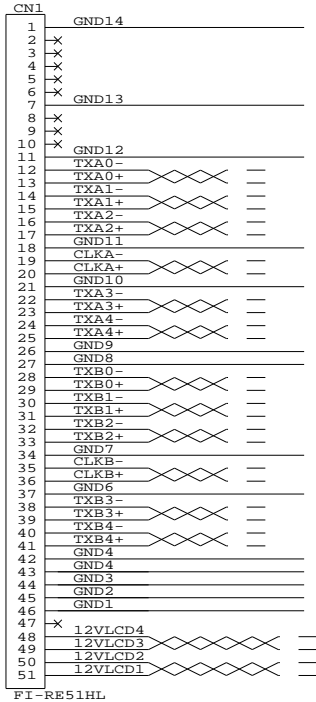 CN1
1 GND14
2
3
4
5
6
7 GND13
8
9
10
11 GND12
12 TXA0-
13 TXA0+
14 TXA1-
15 TXA1+
16 TXA2-
17 TXA2+
18 GND11
19 CLKA-
20 CLKA+
21 GND10
22 TXA3-
23 TXA3+
24 TXA4-
25 TXA4+
26 GND9
27 GND8
28 TXB0-
29 TXB0+
30 TXB1-
31 TXB1+
32 TXB2-
33 TXB2+
34 GND7
35 CLKB-
36 CLKB+
37 GND6
38 TXB3-
39 TXB3+
40 TXB4-
41 TXB4+
42 GND4
43 GND4
44 GND3
45 GND2
46 GND1
47
48 12VLCD4
49 12VLCD3
50 12VLCD2
51 12VLCD1
FI-RE51HL